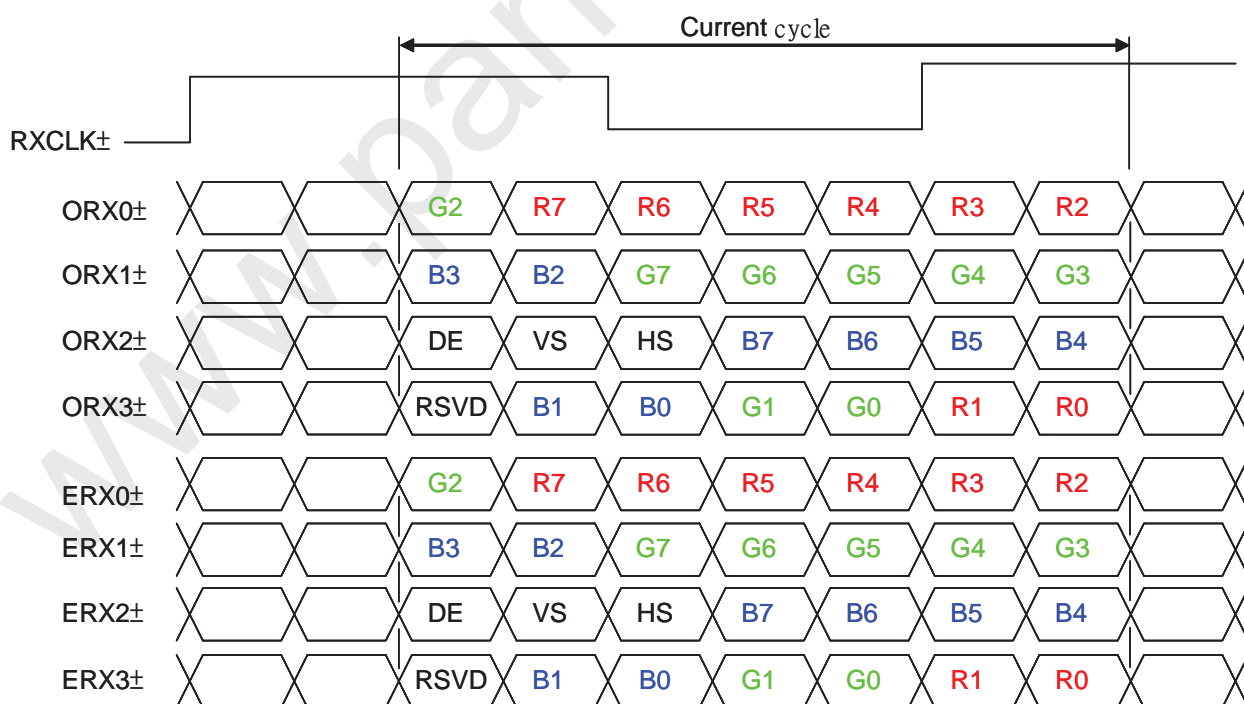 Current cycle
RXCLK±
ORX0± G2 R7 R6 R5 R4 R3 R2
ORX1± B3 B2 G7 G6 G5 G4 G3
ORX2± DE VS HS B7 B6 B5 B4
ORX3± RSVD B1 B0 G1 G0 R1 R0
ERX0± G2 R7 R6 R5 R4 R3 R2
ERX1± B3 B2 G7 G6 G5 G4 G3
ERX2± DE VS HS B7 B6 B5 B4
ERX3± RSVD B1 B0 G1 G0 R1 R0
www.pan